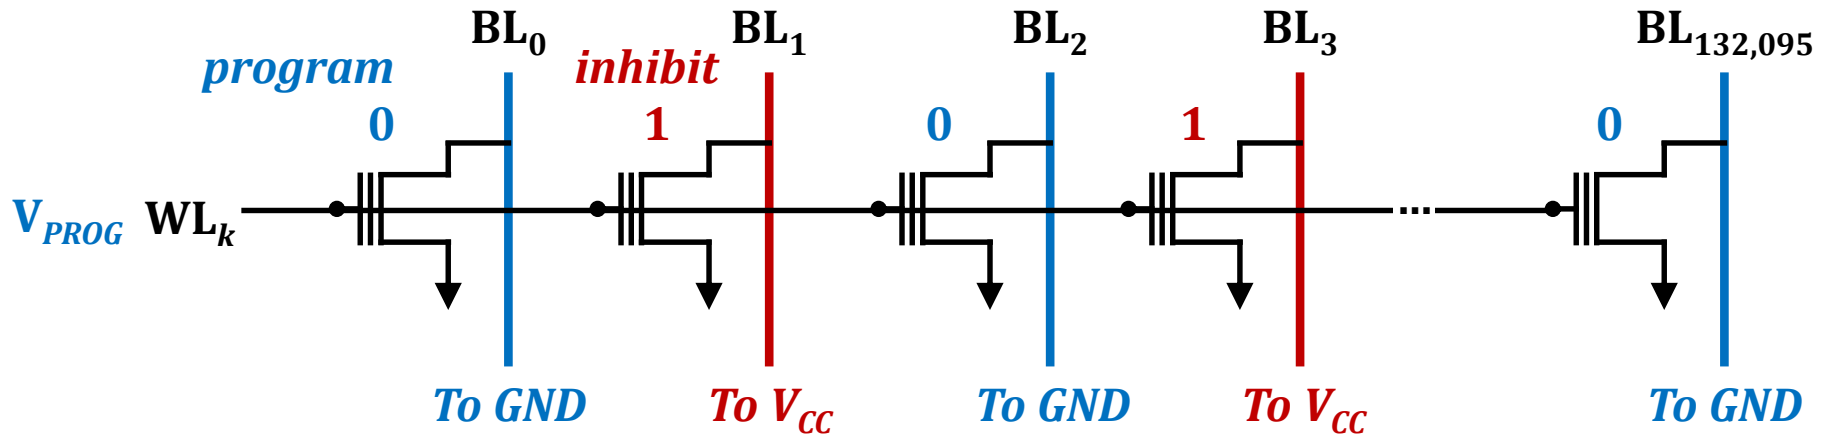 BL0 BL1 BL2 BL3 BL132,095
program inhibit
0 1 0 1 0
VPROG WLk ...
To GND To VCC To GND To VCC To GND